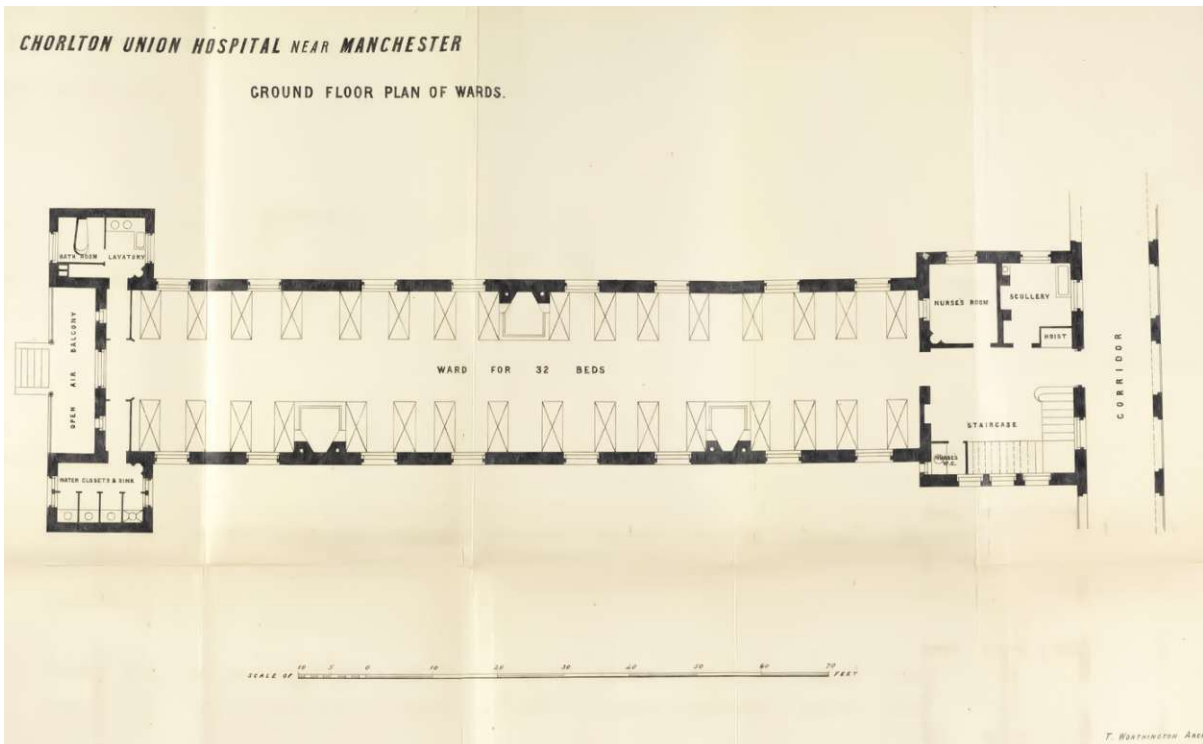 CHORLTON UNION HOSPITAL NEAR MANCHESTER
GROUND FLOOR PLAN OF WARDS.
BATH ROOM
LAVATORY
OPEN AIR BALCONY
WATER CLOSETS & SINK
WARD FOR 32 BEDS
NURSE'S ROOM
SCULLERY
HOIST
STAIRCASE
NURSES
W.C.
CORRIDOR
SCALE OF
10 5 0 10 20 30 40 50 60 70
FEET
T. WORTHINGTON